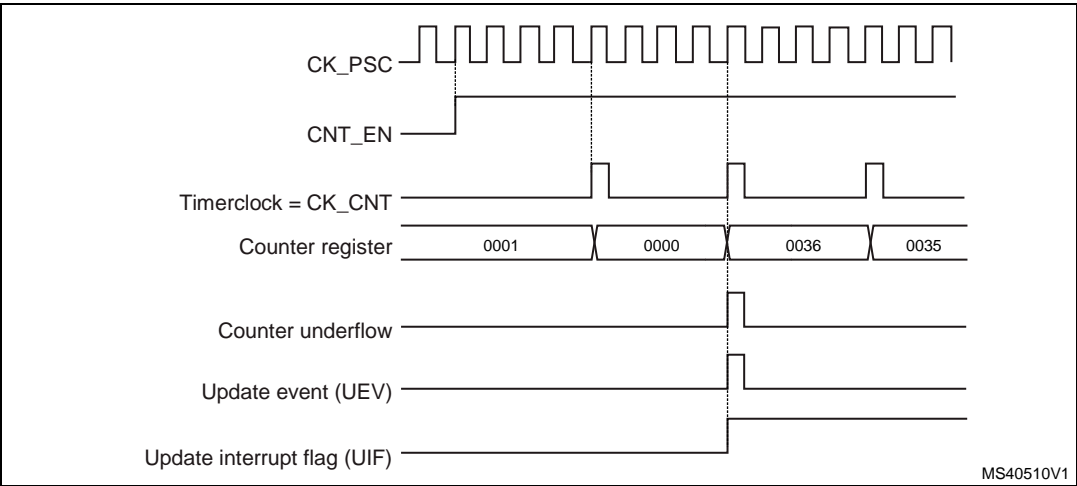 CK_PSC
CNT_EN
Timerclock = CK_CNT
Counter register 0001 0000 0036 0035
Counter underflow
Update event (UEV)
Update interrupt flag (UIF)
MS40510V1